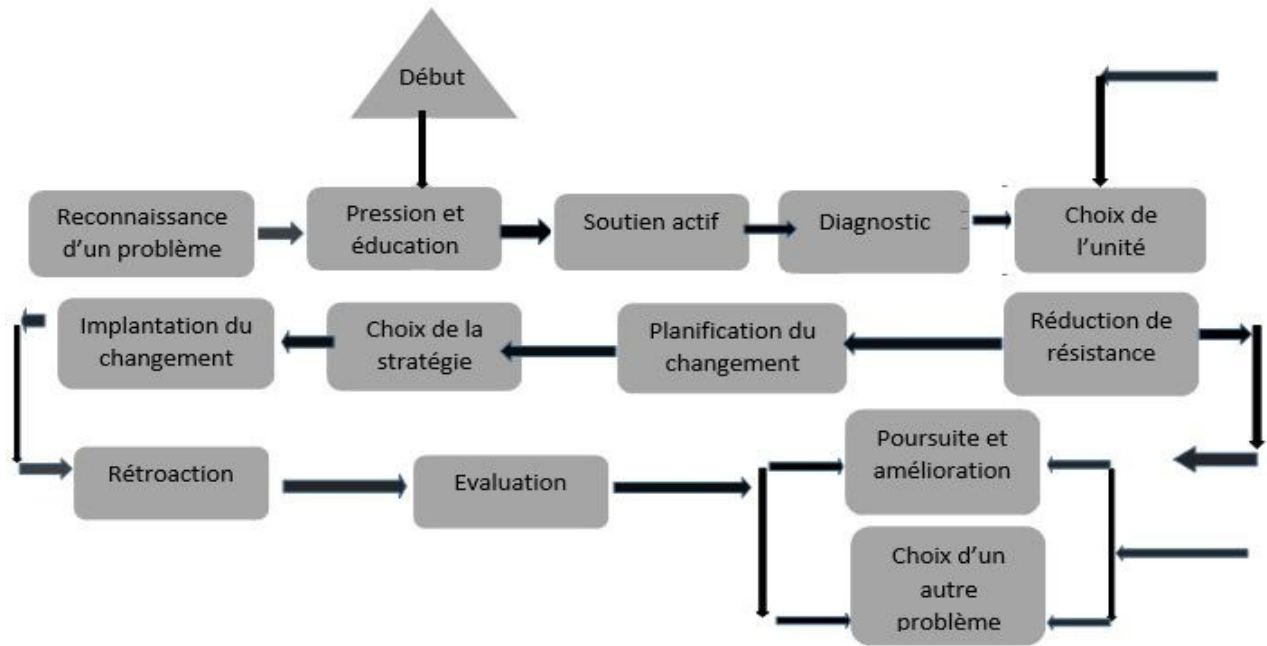 Début
Reconnaissance
d’un problème
Pression et
éducation
Soutien actif
Diagnostic
Choix de
l’unité
Implantation du
changement
Choix de la
stratégie
Planification du
changement
Réduction de
résistance
Rétroaction
Evaluation
Poursuite et
amélioration
Choix d’un
autre
problème